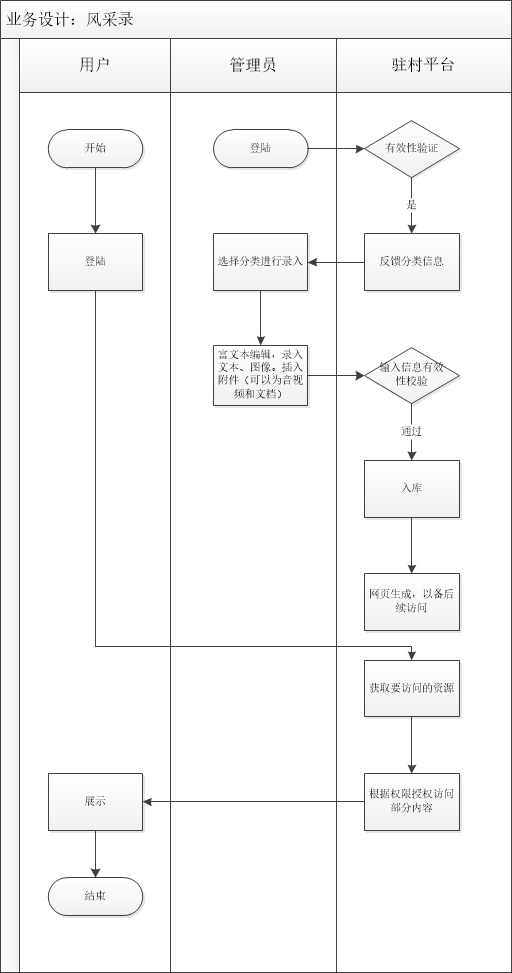 业务设计：风采录
用户
管理员
驻村平台
开始
登陆
有效性验证
是
登陆
选择分类进行录入
反馈分类信息
富文本编辑，录入
文本、图像。插入
附件（可以为音视
频和文档）
输入信息有效
性校验
通过
入库
网页生成，以备后
续访问
获取要访问的资源
展示
根据权限授权访问
部分内容
结束